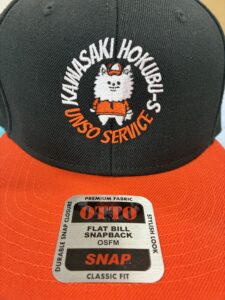 KAWASAKI HOKUBU-S
UNSO SERVICE
PREMIUM FABRIC
OTTO
FLAT BILL
SNAPBACK
OSFM
SNAP
CLASSIC FIT
DURABLE SNAP CLOSURE
STYLISH LOOK